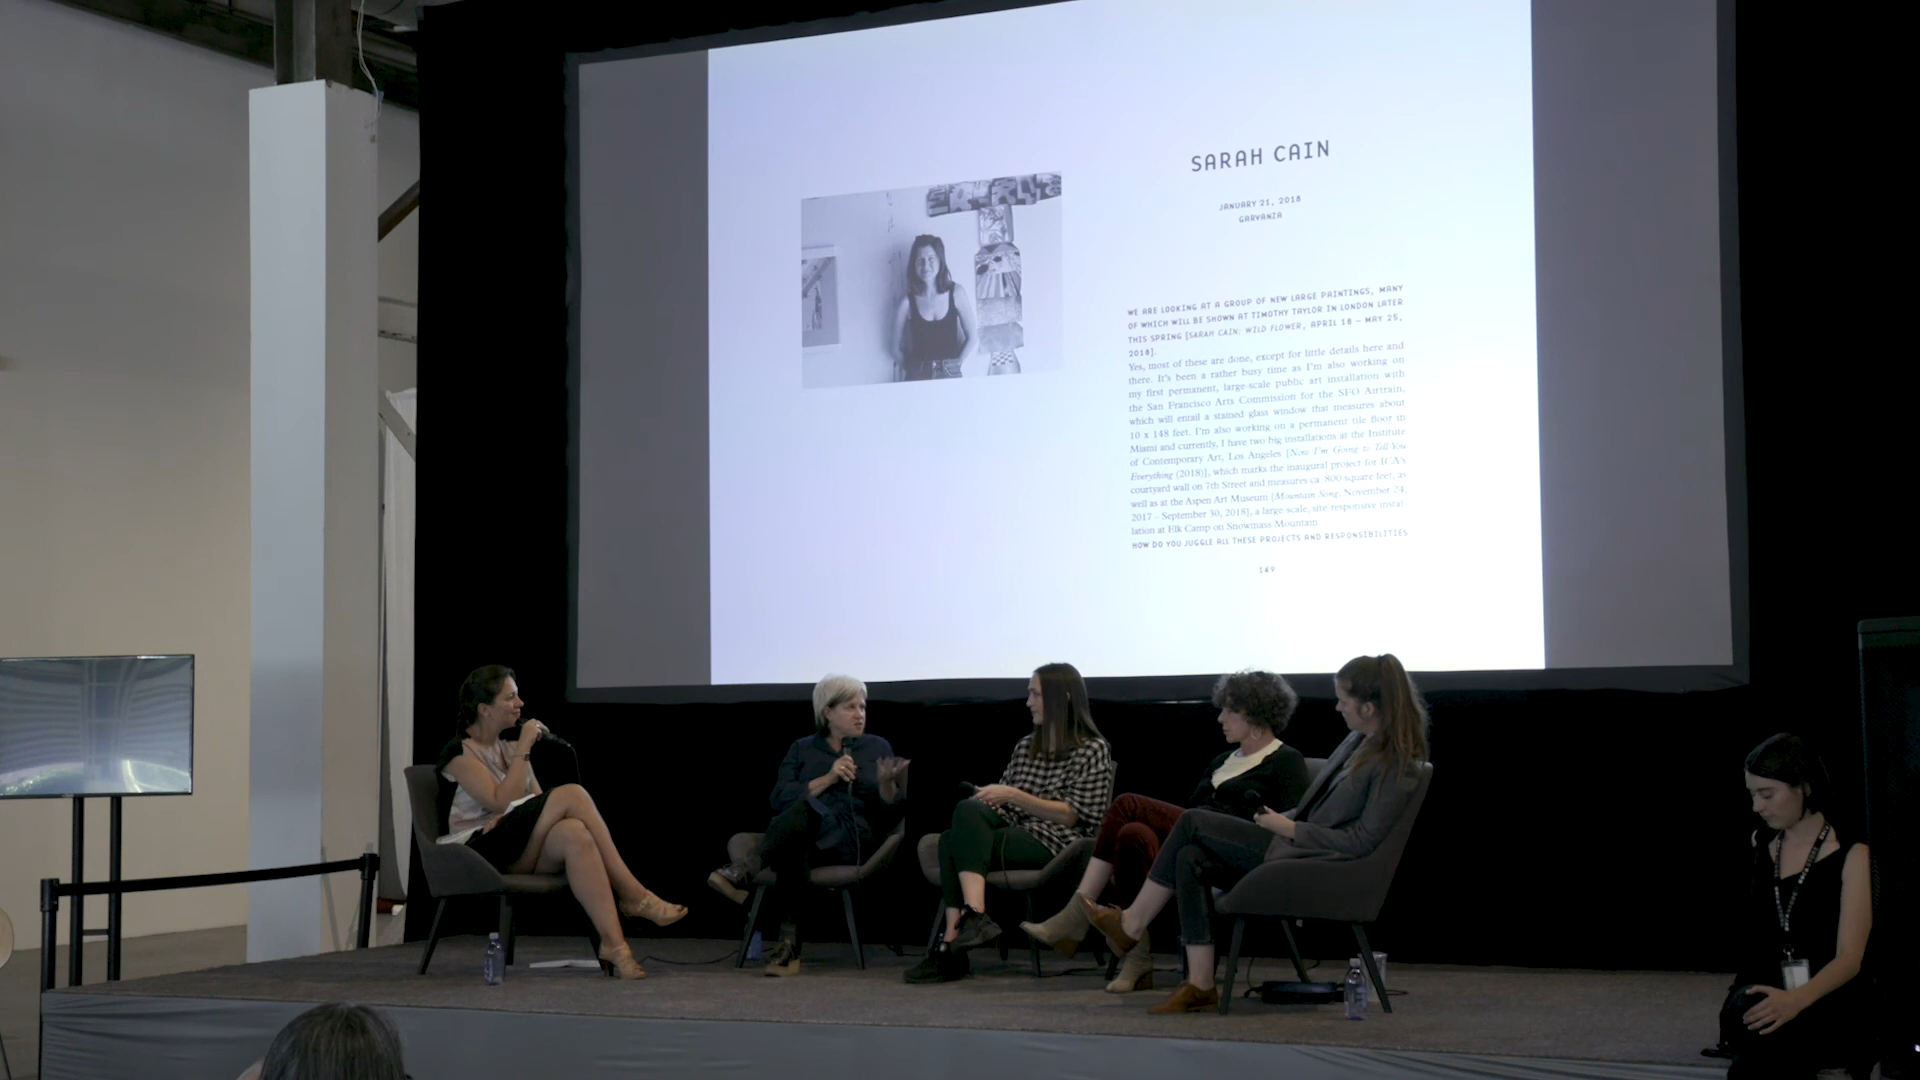 SARAH CAIN
JANUARY 21, 2018
GARVANZA
WE ARE LOOKING AT A GROUP OF NEW LARGE PAINTINGS, MANY
OF WHICH WILL BE SHOWN AT TIMOTHY TAYLOR IN LONDON LATER
THIS SPRING [SARAH CAIN: WILD FLOWER, APRIL 18 – MAY 25,
2018].
Yes, most of these are done, except for little details here and
there. It's been a rather busy time as I'm also working on
my first permanent, large-scale public art installation with
the San Francisco Arts Commission for the SFO Airtrain,
which will entail a stained glass window that measures about
10 x 148 feet. I'm also working on a permanent tile floor in
Miami and currently, I have two big installations at the Institute
of Contemporary Art, Los Angeles [Now I'm Going to Tell You
Everything (2018)], which marks the inaugural project for ICA's
courtyard wall on 7th Street and measures ca. 800 square feet, as
well as at the Aspen Art Museum [Mountain Song, November 24,
2017 – September 30, 2018], a large-scale, site responsive instal-
lation at Elk Camp on Snowmass Mountain
HOW DO YOU JUGGLE ALL THESE PROJECTS AND RESPONSIBILITIES
149